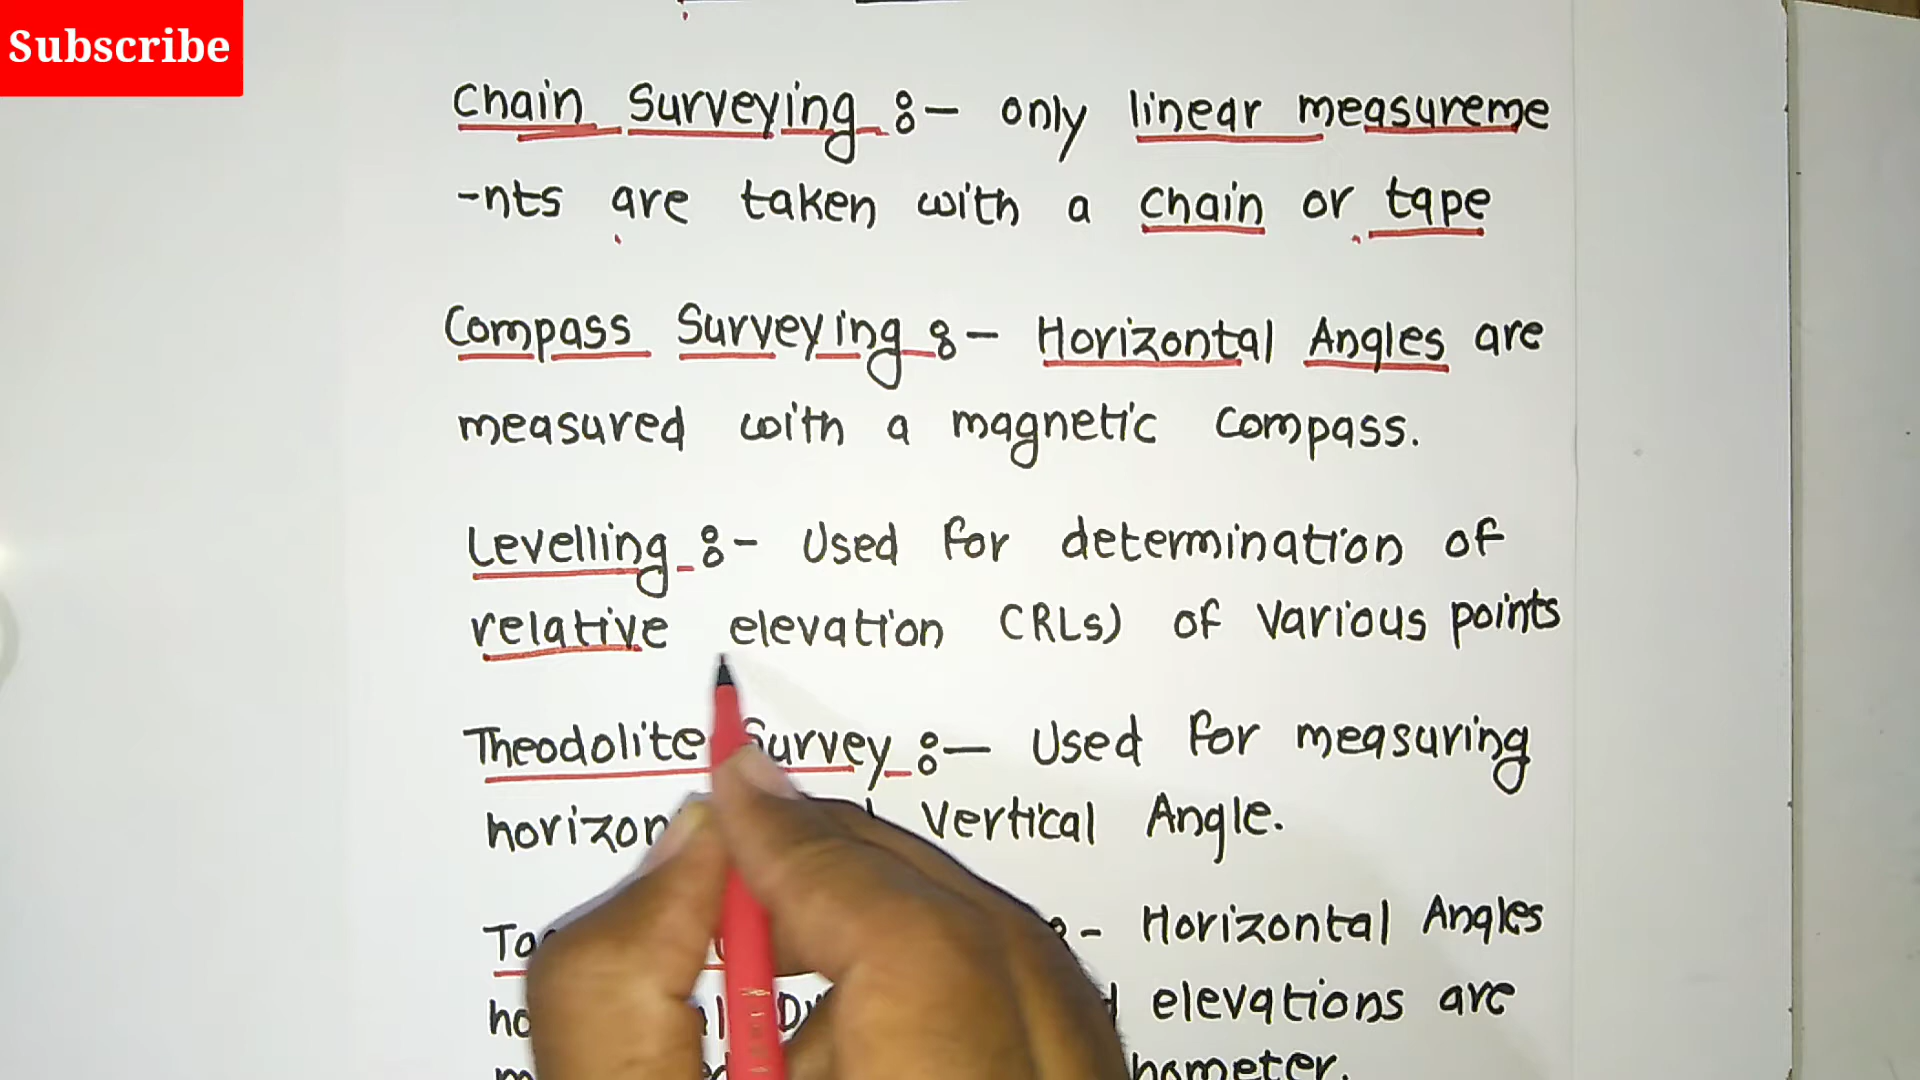 Subscribe
Chain Surveying :- only linear measureme
-nts are taken with a chain or tape
Compass Surveying :- Horizontal Angles are
measured with a magnetic compass.
Levelling :- Used for determination of
relative elevation (RLs) of various points
Theodolite Survey :- Used for measuring
Vertical Angle.
- Horizontal Angles
elevations are